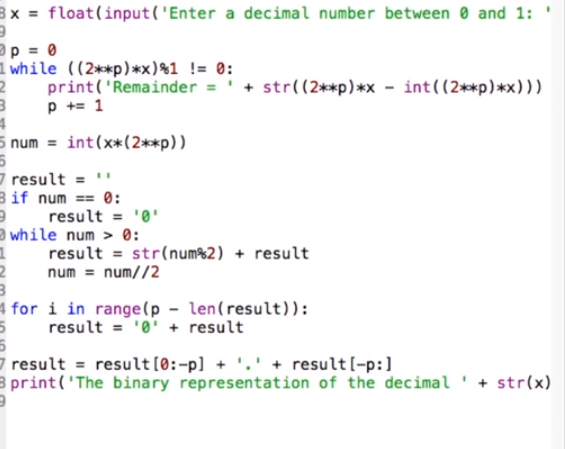 x = float(input('Enter a decimal number between 0 and 1: '
p = 0
while ((2**p)*x)%1 != 0:
    print('Remainder = ' + str((2**p)*x - int((2**p)*x)))
    p += 1
num = int(x*(2**p))
result = ''
if num == 0:
    result = '0'
while num > 0:
    result = str(num%2) + result
    num = num//2
for i in range(p - len(result)):
    result = '0' + result
result = result[0:-p] + '.' + result[-p:]
print('The binary representation of the decimal ' + str(x)